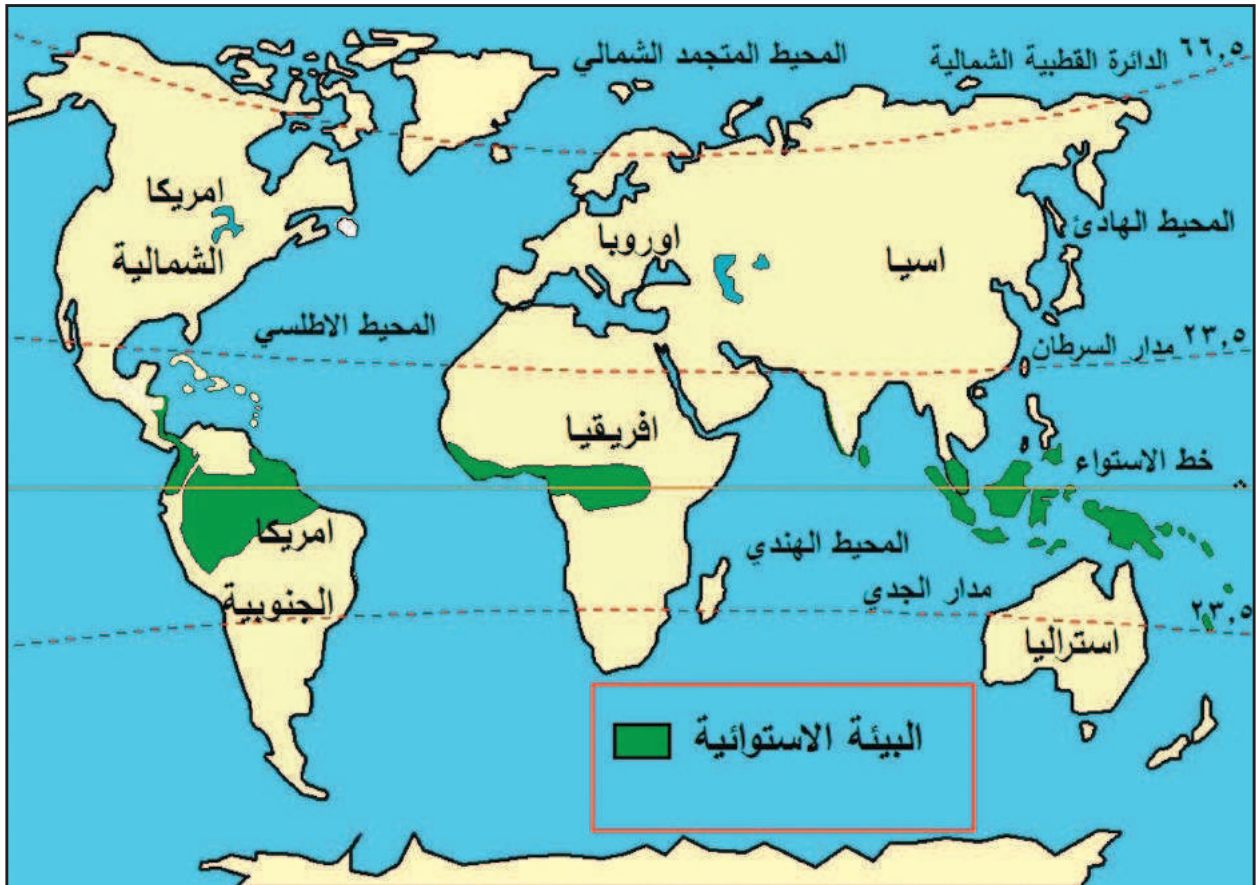 المحيط المتجمد الشمالي
الدائرة القطبية الشمالية ٦٦,٥
امريكا
الشمالية
اوروبا
اسيا
المحيط الهادئ
المحيط الاطلسي
مدار السرطان ٢٣,٥
افريقيا
خط الاستواء
امريكا
الجنوبية
المحيط الهندي
مدار الجدي
٢٣,٥
استراليا
البيئة الاستوائية